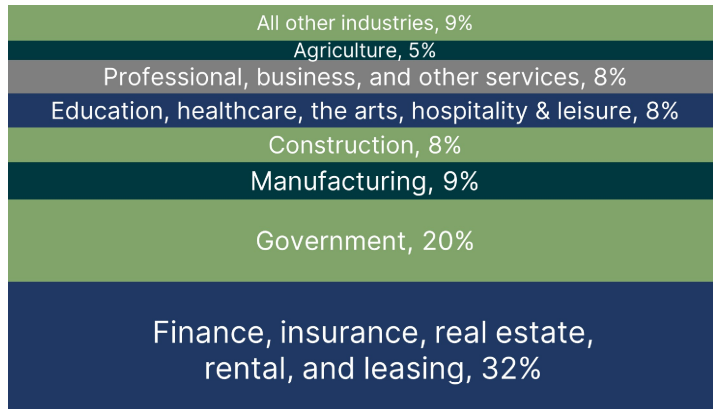 All other industries, 9%
Agriculture, 5%
Professional, business, and other services, 8%
Education, healthcare, the arts, hospitality & leisure, 8%
Construction, 8%
Manufacturing, 9%
Government, 20%
Finance, insurance, real estate,
rental, and leasing, 32%